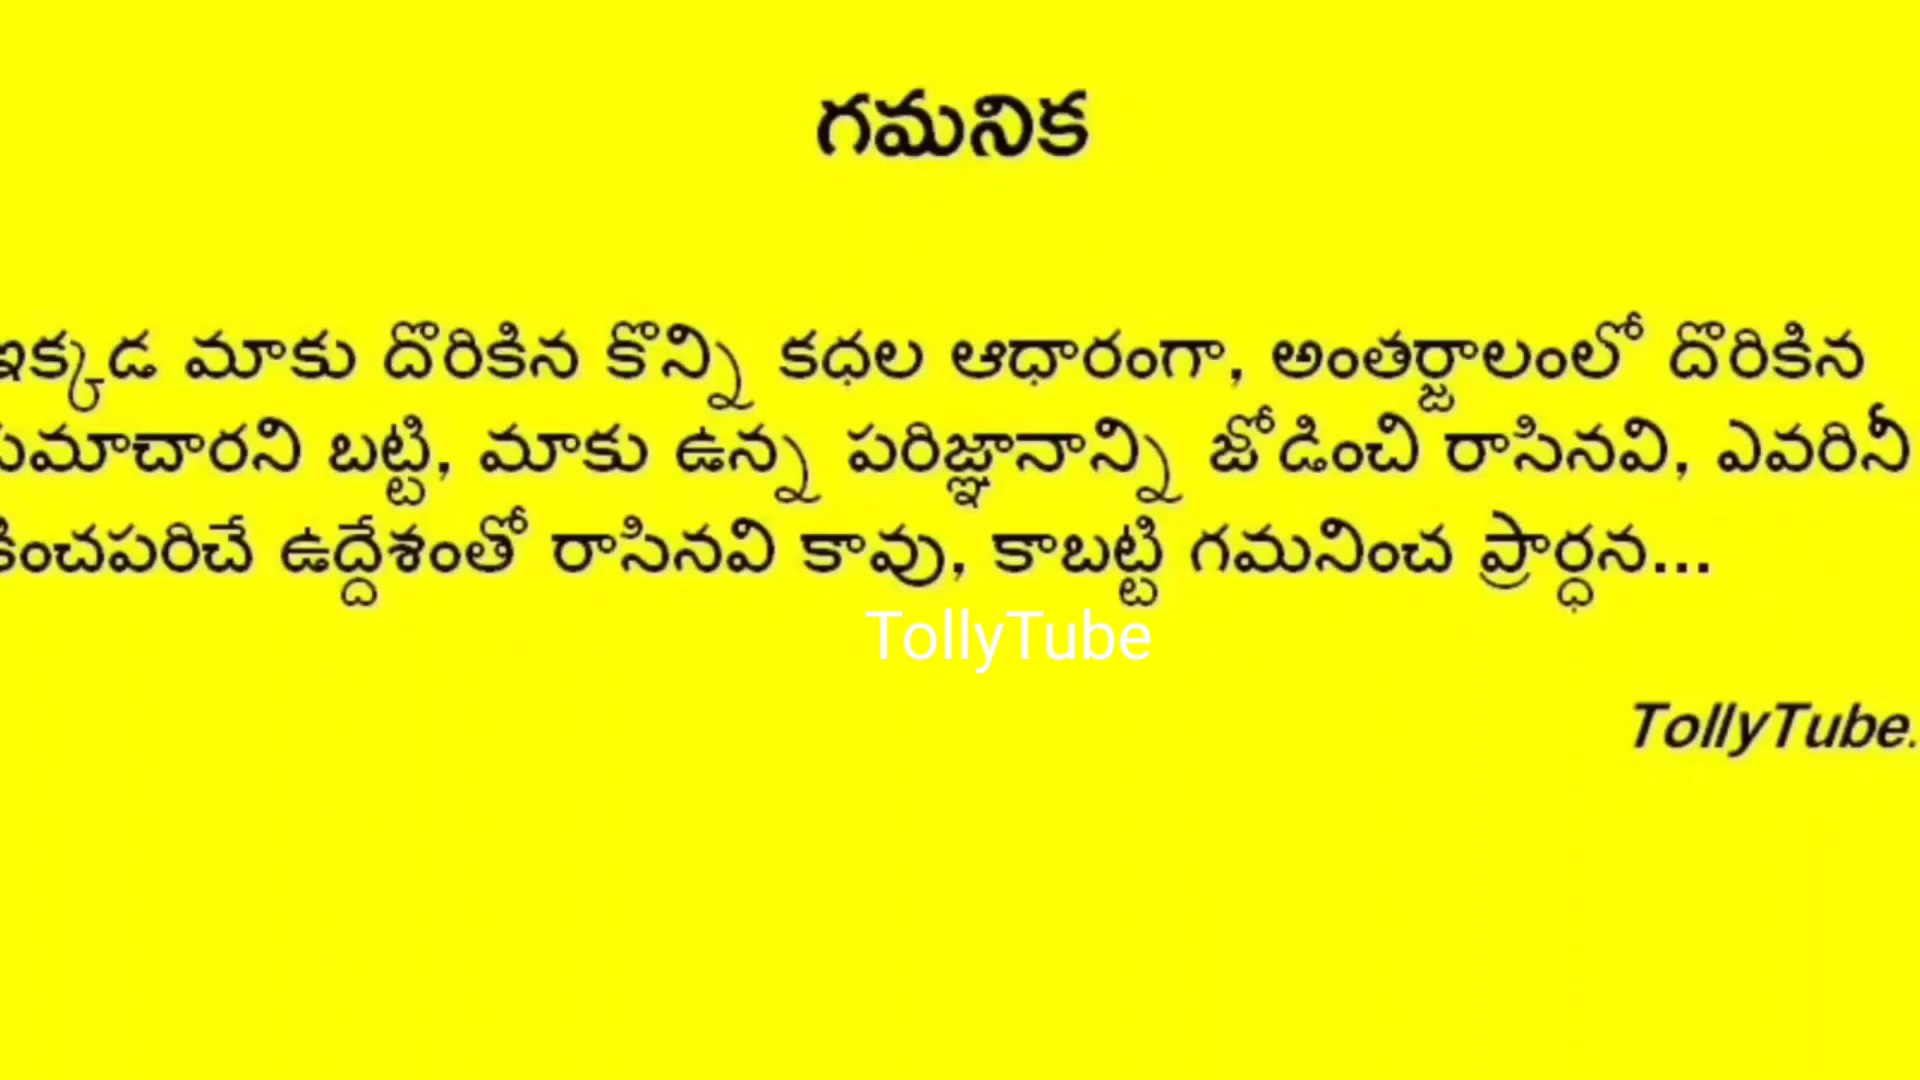 గమనిక
ఇక్కడ మాకు దొరికిన కొన్ని కధల ఆధారంగా, అంతర్జాలంలో దొరికిన
సమాచారని బట్టి, మాకు ఉన్న పరిజ్ఞానాన్ని జోడించి రాసినవి, ఎవరినీ
కించపరిచే ఉద్దేశంతో రాసినవి కావు, కాబట్టి గమనించ ప్రార్ధన...
TollyTube
TollyTube.